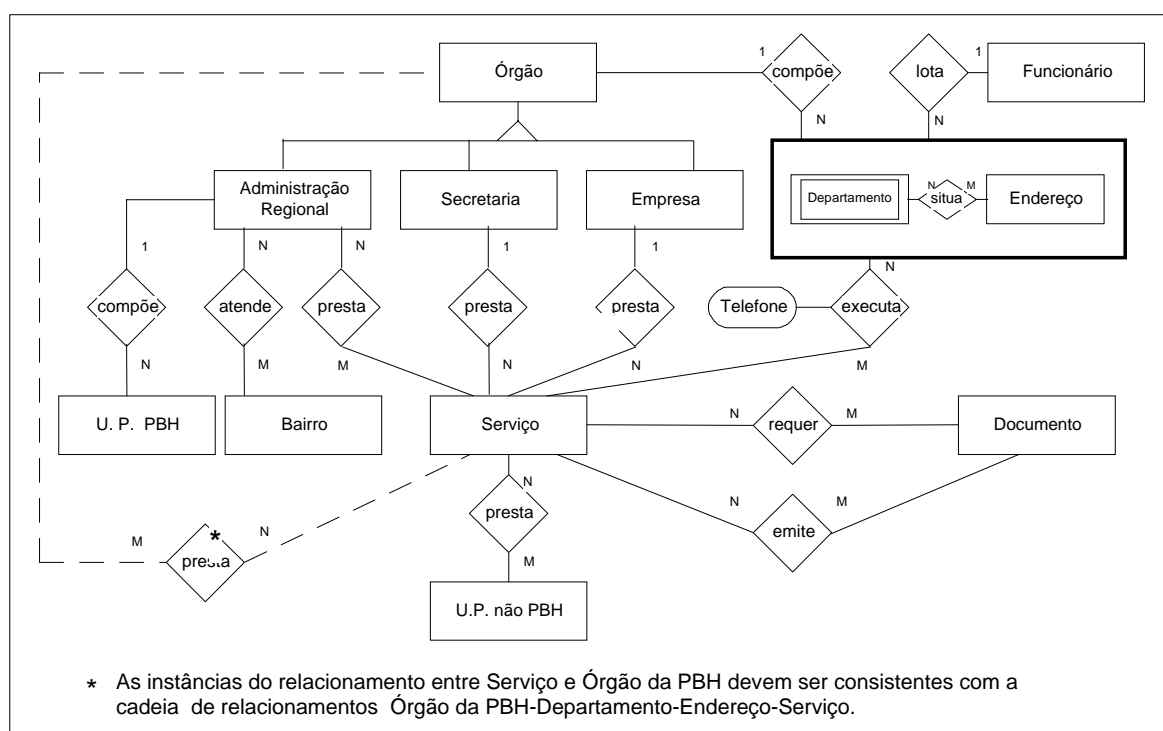 Órgão
1
compõe
N
lota
1
Funcionário
N
Administração
Regional
Secretaria
Empresa
Departamento
N
situa
M
Endereço
1
N
N
1
1
N
compõe
atende
presta
presta
presta
Telefone
executa
N
M
M
N
N
M
U. P. PBH
Bairro
Serviço
N
requer
M
Documento
N
presta
M
N
emite
M
M
*
presta
N
U.P. não PBH
* As instâncias do relacionamento entre Serviço e Órgão da PBH devem ser consistentes com a
cadeia de relacionamentos Órgão da PBH-Departamento-Endereço-Serviço.